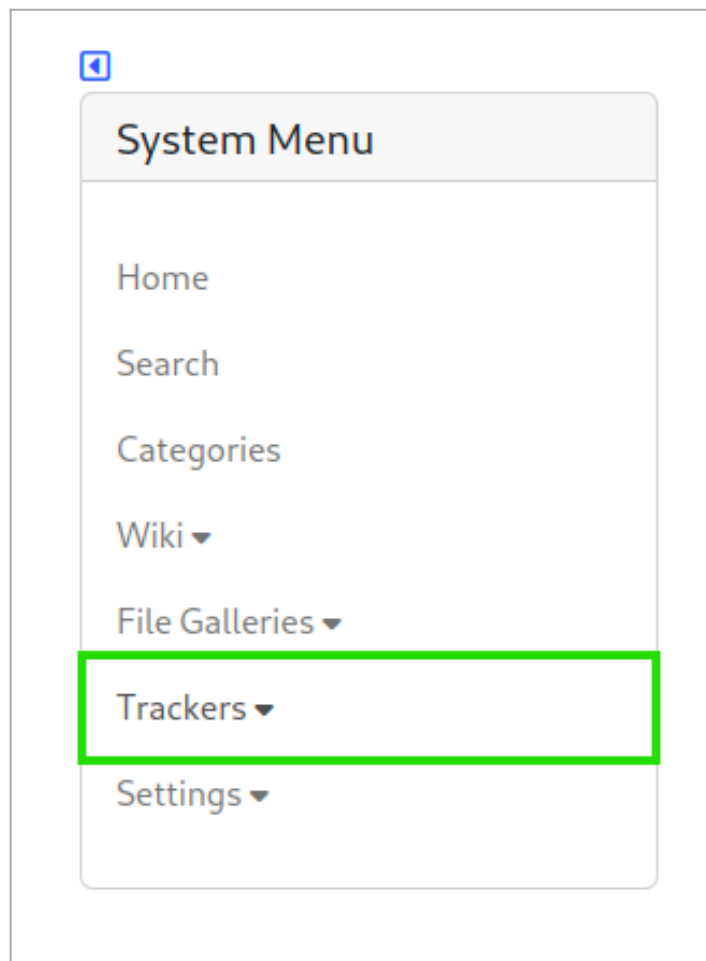 System Menu
Home
Search
Categories
Wiki
File Galleries
Trackers
Settings